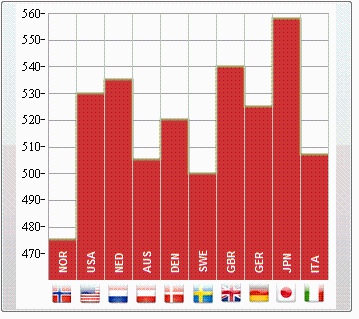 560
550
540
530
520
510
500
490
480
470
NOR
USA
NED
AUS
DEN
SWE
GBR
GER
JPN
ITA